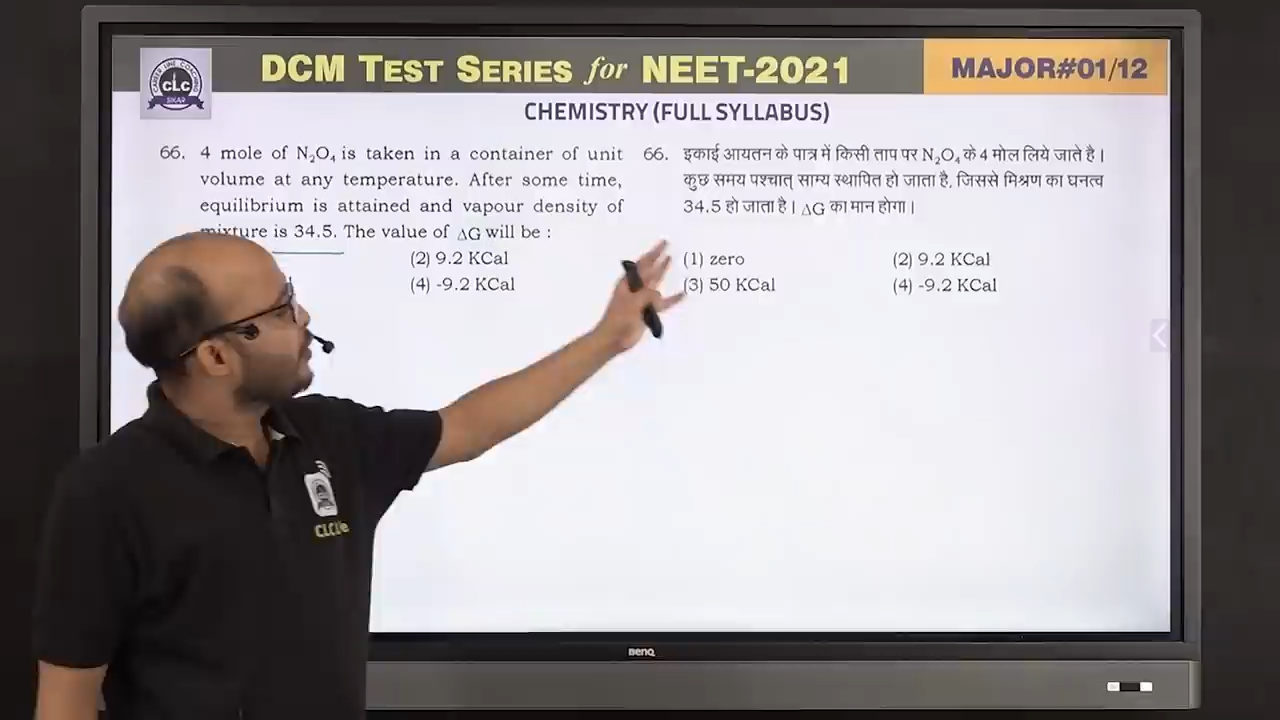 DCM TEST SERIES for NEET-2021
MAJOR#01/12
CLC
SIKAR
CHEMISTRY (FULL SYLLABUS)
66. 4 mole of N₂O₄ is taken in a container of unit
volume at any temperature. After some time,
equilibrium is attained and vapour density of
mixture is 34.5. The value of ΔG will be :
(2) 9.2 KCal
(4) -9.2 KCal
66. इकाई आयतन के पात्र में किसी ताप पर N₂O₄ के 4 मोल लिये जाते है।
कुछ समय पश्चात् साम्य स्थापित हो जाता है, जिससे मिश्रण का घनत्व
34.5 हो जाता है। ΔG का मान होगा।
(1) zero (2) 9.2 KCal
(3) 50 KCal (4) -9.2 KCal
BenQ